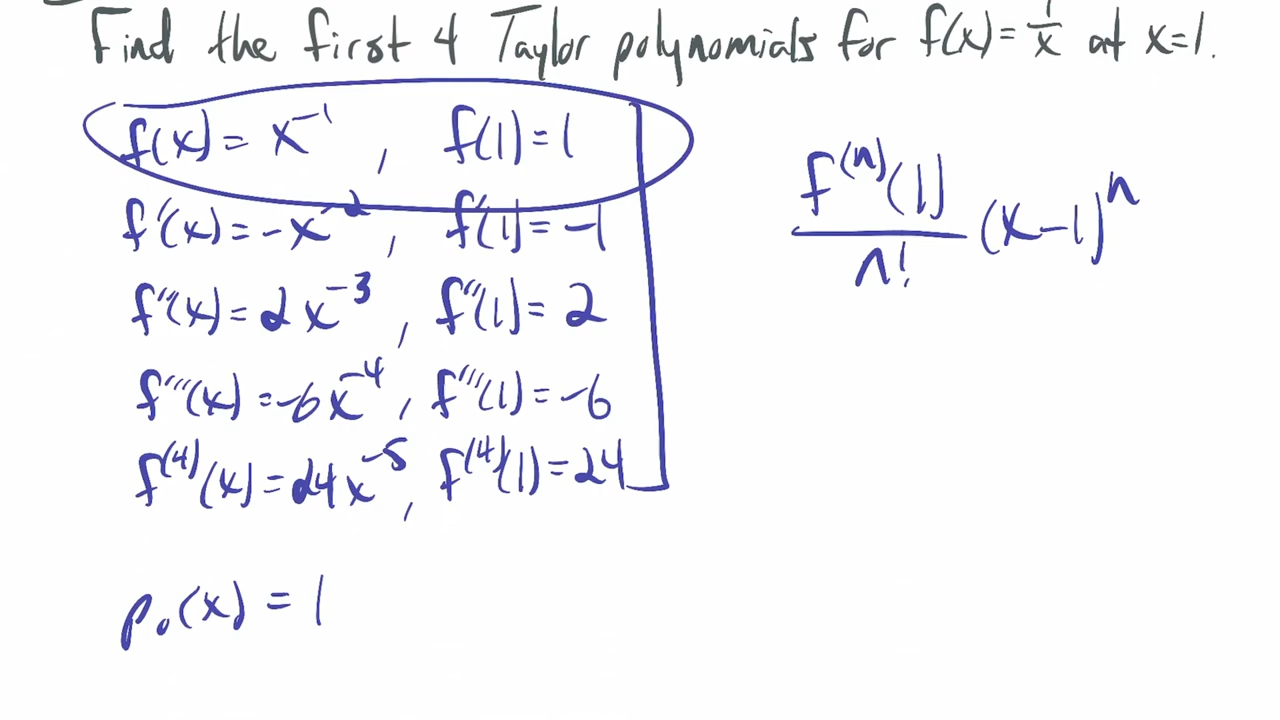 Find the first 4 Taylor polynomials for f(x) = 1/x at x=1.
f(x) = x⁻¹ , f(1) = 1
f'(x) = -x⁻² , f'(1) = -1
f''(x) = 2x⁻³ , f''(1) = 2
f'''(x) = -6x⁻⁴ , f'''(1) = -6
f⁽⁴⁾(x) = 24x⁻⁵ , f⁽⁴⁾(1) = 24
p₀(x) = 1
f⁽ⁿ⁾(1)/n! (x-1)ⁿ